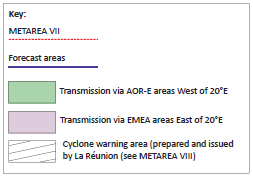 Key:
METAREA VII
Forecast areas
Transmission via AOR-E areas West of 20°E
Transmission via EMEA areas East of 20°E
Cyclone warning area (prepared and issued
by La Réunion (see METAREA VIII)